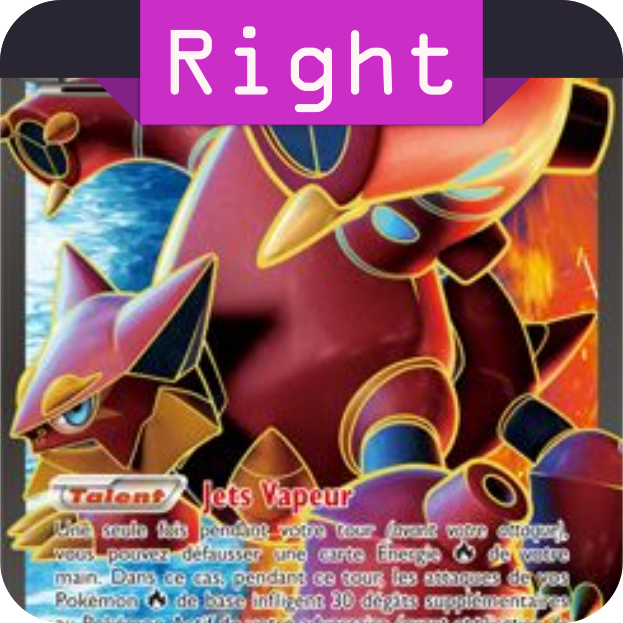 Right
Talent Jets Vapeur
Une seule fois pendant votre tour (avant votre attaque),
vous pouvez défausser une carte Énergie de votre
main. Dans ce cas, pendant ce tour, les attaques de vos
Pokémon de base infligent 30 dégâts supplémentaires